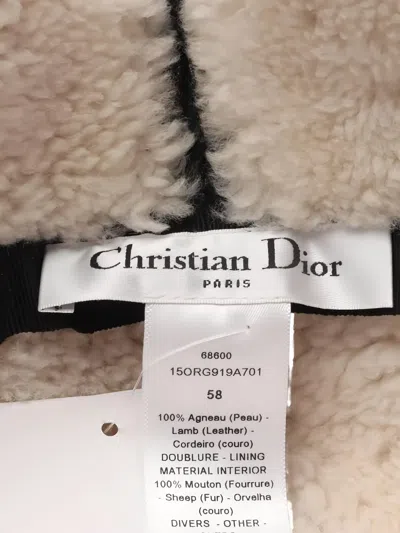 Christian Dior
PARIS
68600
15ORG919A701
58
100% Agneau (Peau) -
Lamb (Leather) -
Cordeiro (couro)
DOUBLURE - LINING
MATERIAL INTERIOR
100% Mouton (Fourrure)
- Sheep (Fur) - Orvelha
(couro)
DIVERS - OTHER -